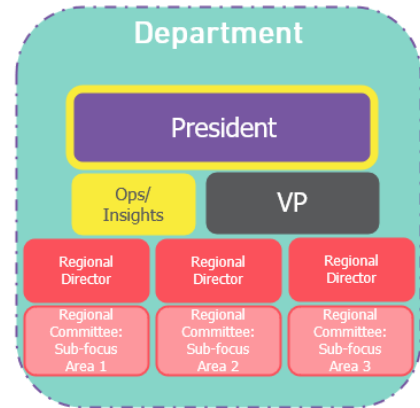 Department
President
Ops/
Insights
VP
Regional
Director
Regional
Director
Regional
Director
Regional
Committee:
Sub-focus
Area 1
Regional
Committee:
Sub-focus
Area 2
Regional
Committee:
Sub-focus
Area 3